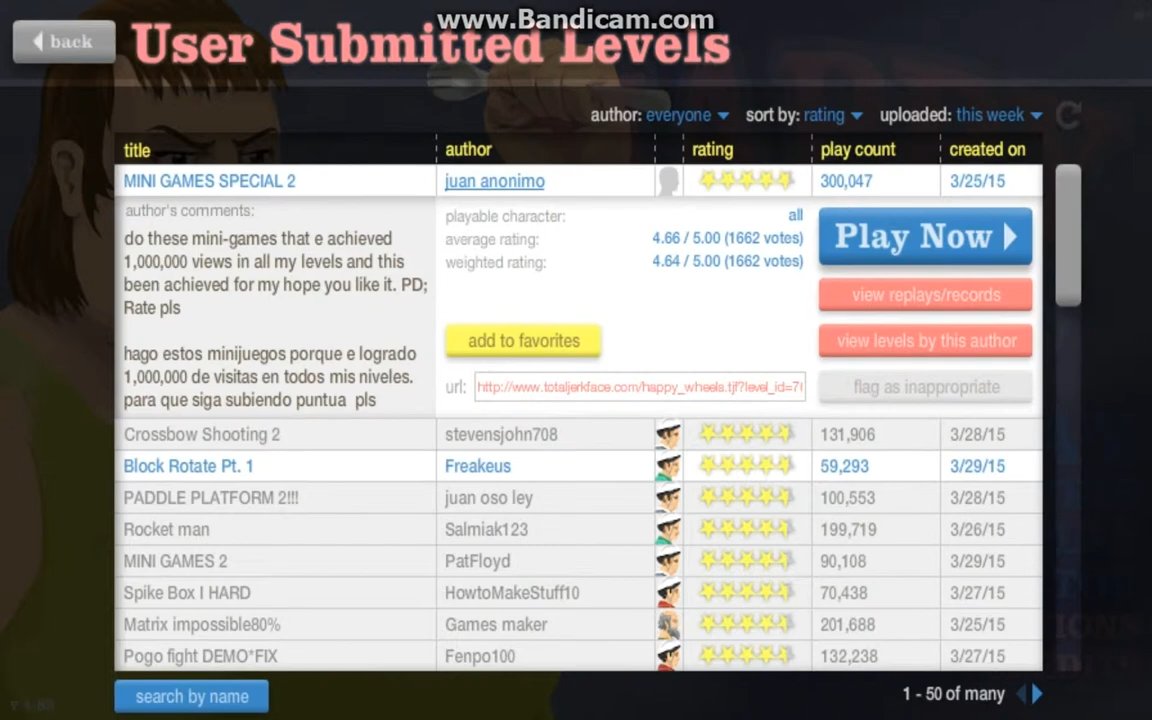 www.Bandicam.com
back
User Submitted Levels
author: everyone sort by: rating uploaded: this week
title author rating play count created on
MINI GAMES SPECIAL 2 juan anonimo 300,047 3/25/15
author's comments:
do these mini-games that e achieved
1,000,000 views in all my levels and this
been achieved for my hope you like it. PD;
Rate pls
hago estos minijuegos porque e logrado
1,000,000 de visitas en todos mis niveles.
para que siga subiendo puntua pls
playable character: all
average rating: 4.66 / 5.00 (1662 votes)
weighted rating: 4.64 / 5.00 (1662 votes)
add to favorites
url: http://www.totaljerkface.com/happy_wheels.tjf?level_id=7
Play Now
view replays/records
view levels by this author
flag as inappropriate
Crossbow Shooting 2 stevensjohn708 131,906 3/28/15
Block Rotate Pt. 1 Freakeus 59,293 3/29/15
PADDLE PLATFORM 2!!! juan oso ley 100,553 3/28/15
Rocket man Salmiak123 199,719 3/26/15
MINI GAMES 2 PatFloyd 90,108 3/29/15
Spike Box I HARD HowtoMakeStuff10 70,438 3/27/15
Matrix impossible80% Games maker 201,688 3/25/15
Pogo fight DEMO*FIX Fenpo100 132,238 3/27/15
search by name
1 - 50 of many